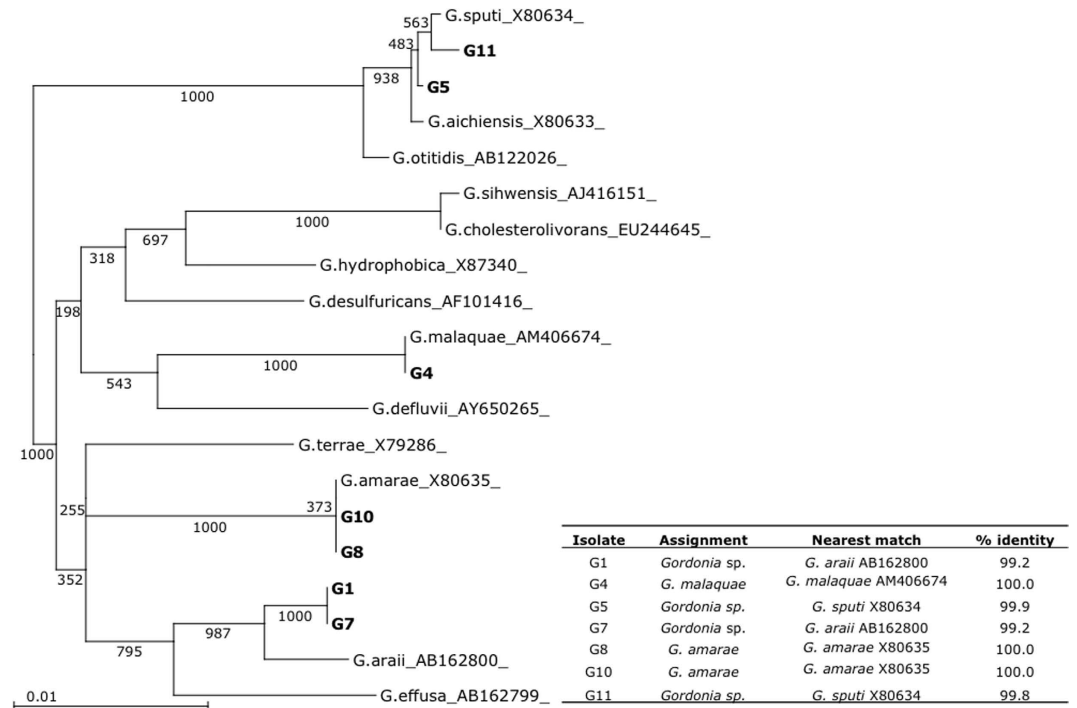 G.sputi_X80634_
563
483
G11
938
G5
1000
G.aichiensis_X80633_
G.otitidis_AB122026_
G.sihwensis_AJ416151_
1000
G.cholesterolivorans_EU244645_
697
318
G.hydrophobica_X87340_
G.desulfuricans_AF101416_
198
G.malaquae_AM406674_
1000
G4
543
G.defluvii_AY650265_
G.terrae_X79286_
1000
G.amarae_X80635_
255
373
G10
1000
G8
352
G1
1000
G7
987
795
G.araii_AB162800_
G.effusa_AB162799_
0.01
Isolate Assignment Nearest match % identity
G1 Gordonia sp. G. araii AB162800 99.2
G4 G. malaquae G. malaquae AM406674 100.0
G5 Gordonia sp. G. sputi X80634 99.9
G7 Gordonia sp. G. araii AB162800 99.2
G8 G. amarae G. amarae X80635 100.0
G10 G. amarae G. amarae X80635 100.0
G11 Gordonia sp. G. sputi X80634 99.8